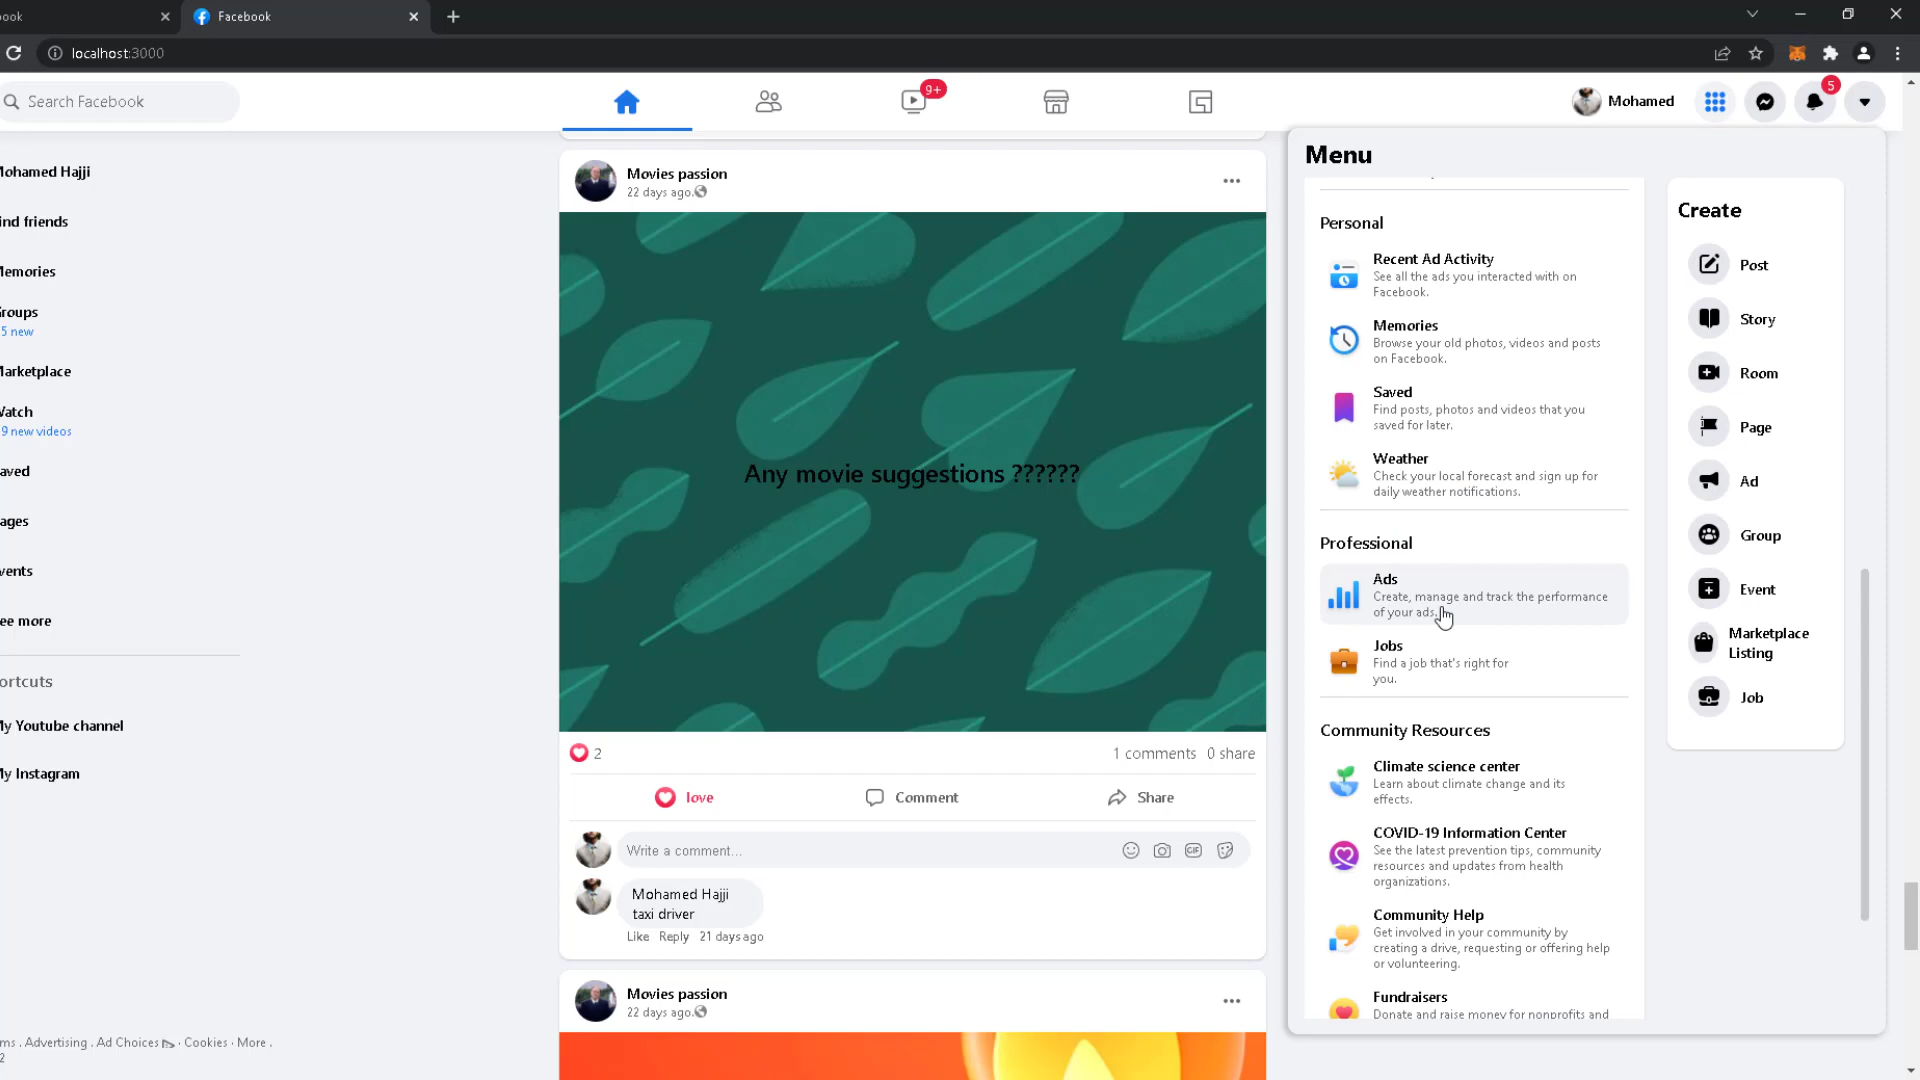 ook
Facebook
localhost:3000
Search Facebook
9+
Mohamed
5
ohamed Hajji
ind friends
emories
roups
5 new
arketplace
atch
9 new videos
aved
ages
vents
ee more
ortcuts
y Youtube channel
y Instagram
ms . Advertising . Ad Choices · Cookies · More .
2
Movies passion
22 days ago.
Any movie suggestions ??????
2
1 comments 0 share
love
Comment
Share
Write a comment...
GIF
Mohamed Hajji
taxi driver
Like Reply 21 days ago
Movies passion
22 days ago.
Menu
Personal
Recent Ad Activity
See all the ads you interacted with on
Facebook.
Memories
Browse your old photos, videos and posts
on Facebook.
Saved
Find posts, photos and videos that you
saved for later.
Weather
Check your local forecast and sign up for
daily weather notifications.
Professional
Ads
Create, manage and track the performance
of your ads.
Jobs
Find a job that's right for
you.
Community Resources
Climate science center
Learn about climate change and its
effects.
COVID-19 Information Center
See the latest prevention tips, community
resources and updates from health
organizations.
Community Help
Get involved in your community by
creating a drive, requesting or offering help
or volunteering.
Fundraisers
Donate and raise money for nonprofits and
Create
Post
Story
Room
Page
Ad
Group
Event
Marketplace
Listing
Job